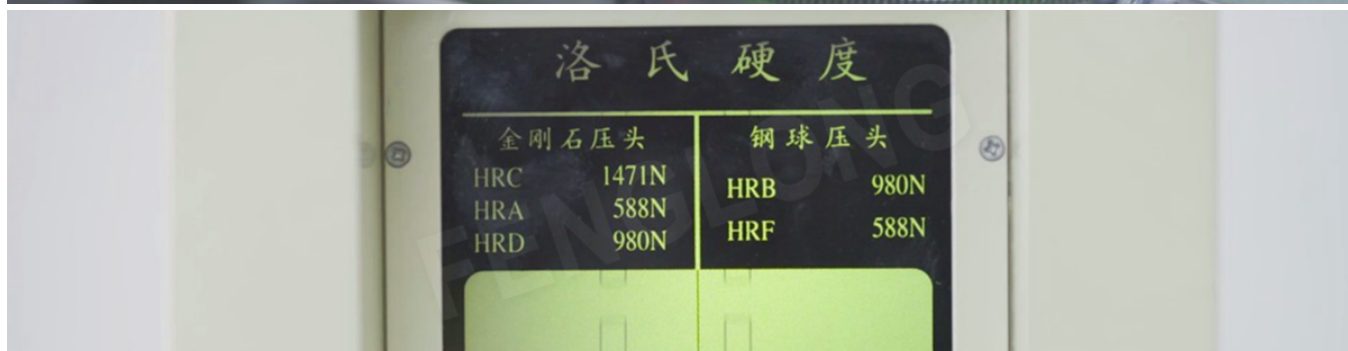 洛氏硬度
金刚石压头
HRC 1471N
HRA 588N
HRD 980N
钢球压头
HRB 980N
HRF 588N
FENGLONG